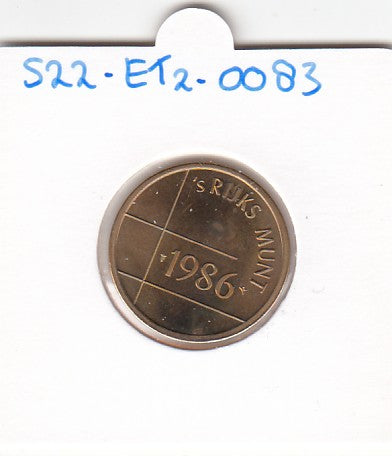 S22-ET2-0083
's RIJKS MUNT
1986